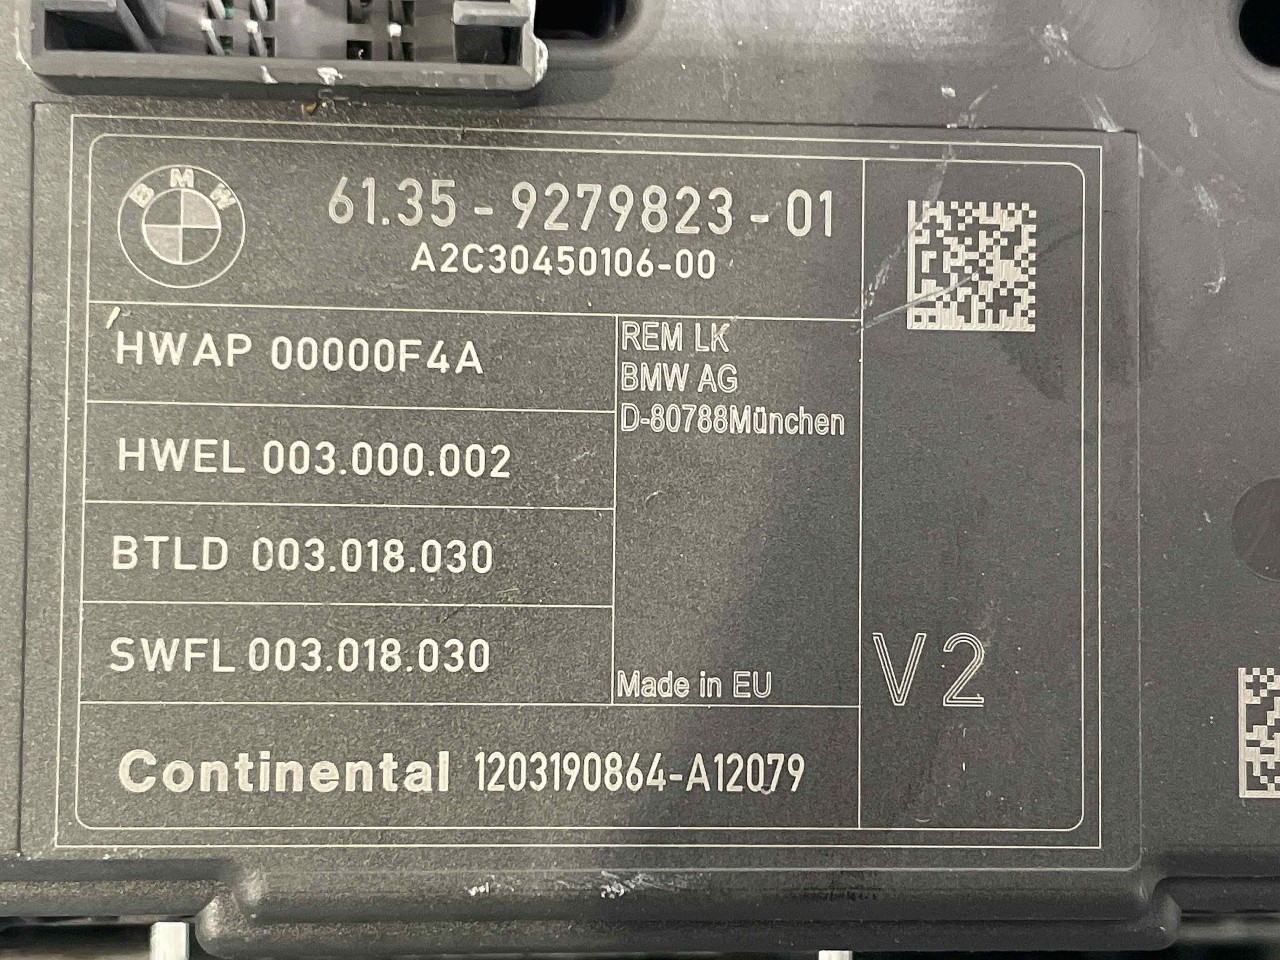 BMW
61.35 - 9279823 - 01
A2C30450106-00
HWAP 00000F4A
HWEL 003.000.002
BTLD 003.018.030
SWFL 003.018.030
REM LK
BMW AG
D-80788München
Made in EU
V2
Continental 1203190864-A12079